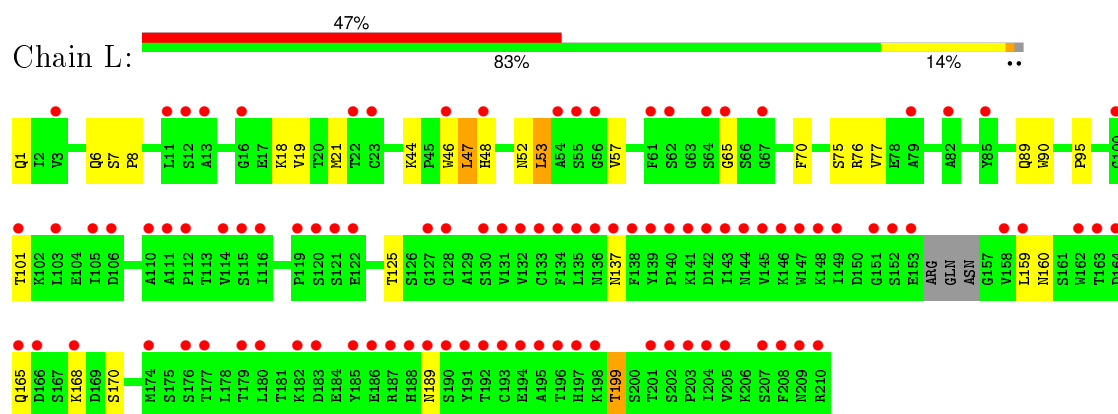 47%
Chain L:
83%
14%
••
Q1 I2 V3 Q6 S7 P8 L11 S12 A13 G16 E17 K18 V19 T20 M21 T22 C23 K44 P45 W46 L47 H48 N52 L53 A54 S55 G56 V57 F61 S62 G63 S64 G65 S66 G67 F70 S75 R76 V77 E78 A79 A82 Y85 Q89 W90 P95 G100
T101 K102 L103 E104 I105 D106 A110 A111 P112 T113 V114 S115 I116 P119 S120 S121 E122 T125 S126 G127 G128 A129 S130 V131 V132 C133 F134 L135 N136 N137 F138 Y139 P140 K141 D142 I143 N144 V145 K146 W147 K148 I149 D150 G151 S152 E153 ARG GLN ASN G157 V158 L159 N160 S161 W162 T163 D164
Q165 D166 S167 K168 D169 S170 M174 S175 S176 T177 L178 T179 L180 T181 K182 D183 E184 Y185 E186 R187 H188 N189 S190 Y191 T192 C193 E194 A195 T196 H197 K198 T199 S200 T201 S202 P203 I204 V205 K206 S207 F208 N209 R210